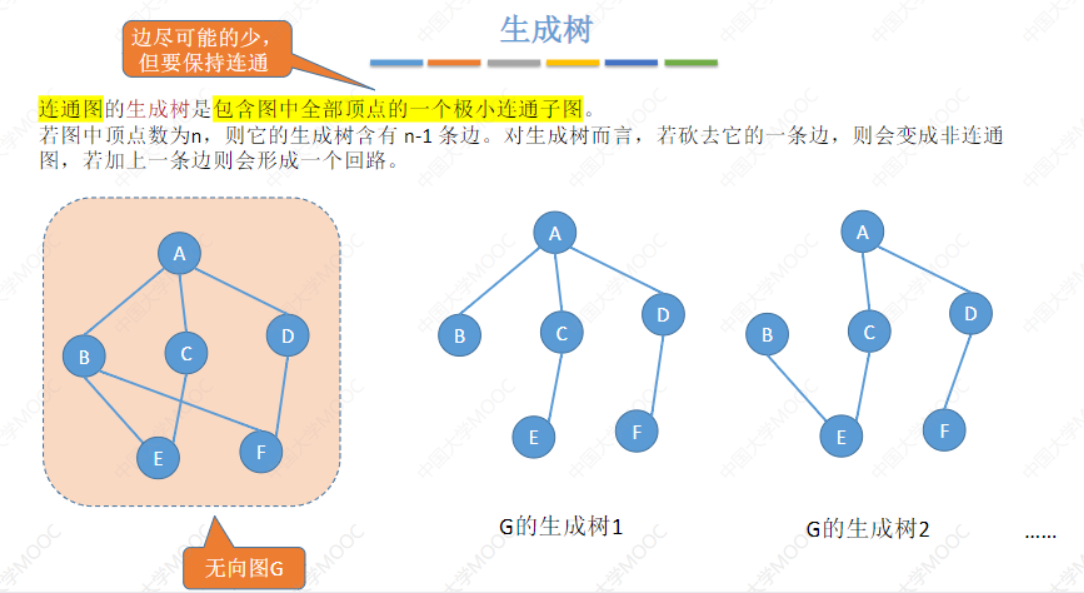 生成树
边尽可能的少，
但要保持连通
连通图的生成树是包含图中全部顶点的一个极小连通子图。
若图中顶点数为n，则它的生成树含有 n-1 条边。对生成树而言，若砍去它的一条边，则会变成非连通
图，若加上一条边则会形成一个回路。
A
B
C
D
E
F
无向图G
A
B
C
D
E
F
G的生成树1
A
B
C
D
E
F
G的生成树2
……
中国大学MOOC